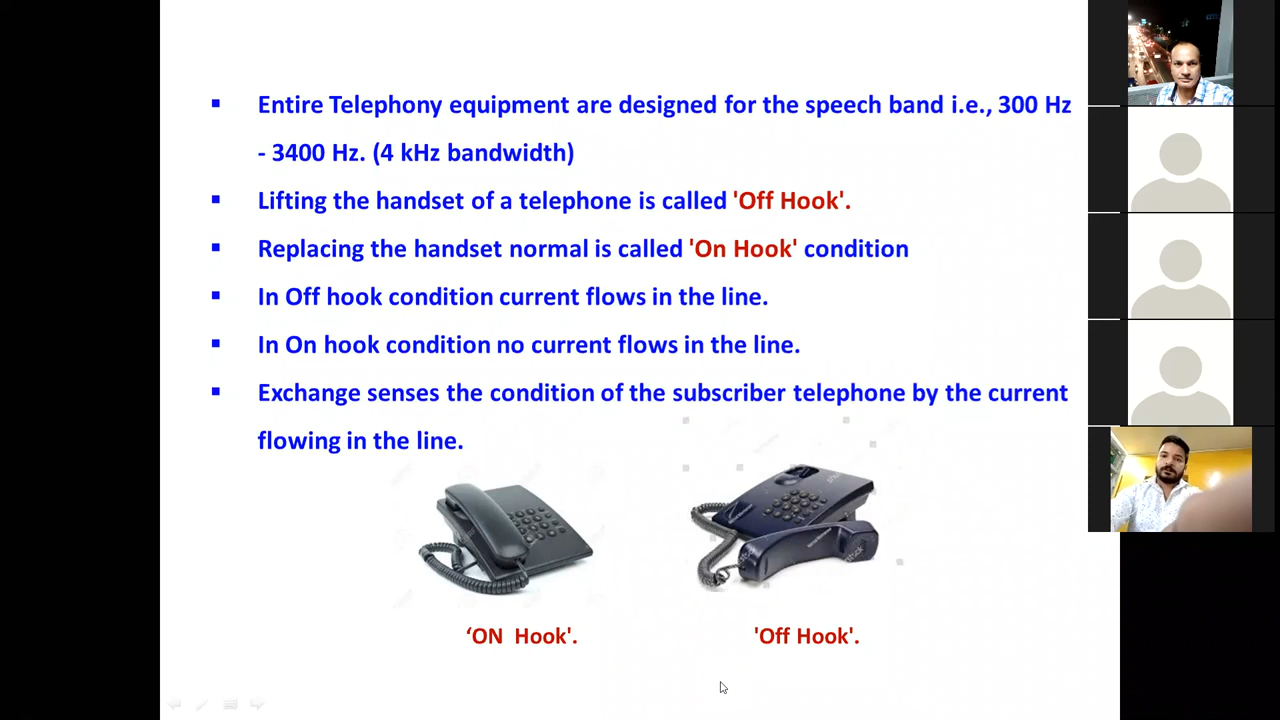 Entire Telephony equipment are designed for the speech band i.e., 300 Hz
- 3400 Hz. (4 kHz bandwidth)
Lifting the handset of a telephone is called 'Off Hook'.
Replacing the handset normal is called 'On Hook' condition
In Off hook condition current flows in the line.
In On hook condition no current flows in the line.
Exchange senses the condition of the subscriber telephone by the current
flowing in the line.
‘ON Hook'.
'Off Hook'.